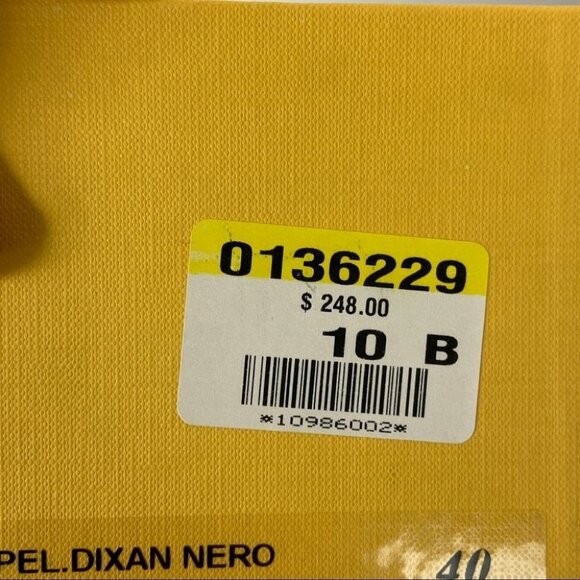 0136229
$ 248.00
10 B
*10986002*
PEL.DIXAN NERO 40